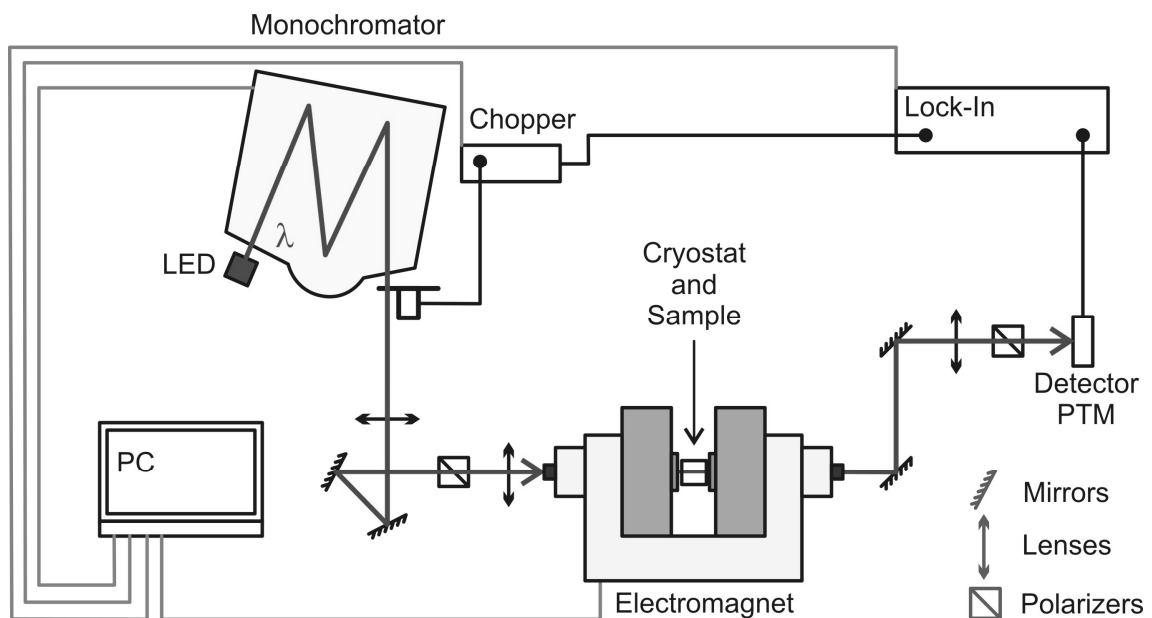 Monochromator
Lock-In
Chopper
λ
LED
Cryostat
and
Sample
Detector
PTM
PC
Mirrors
Lenses
Electromagnet
Polarizers